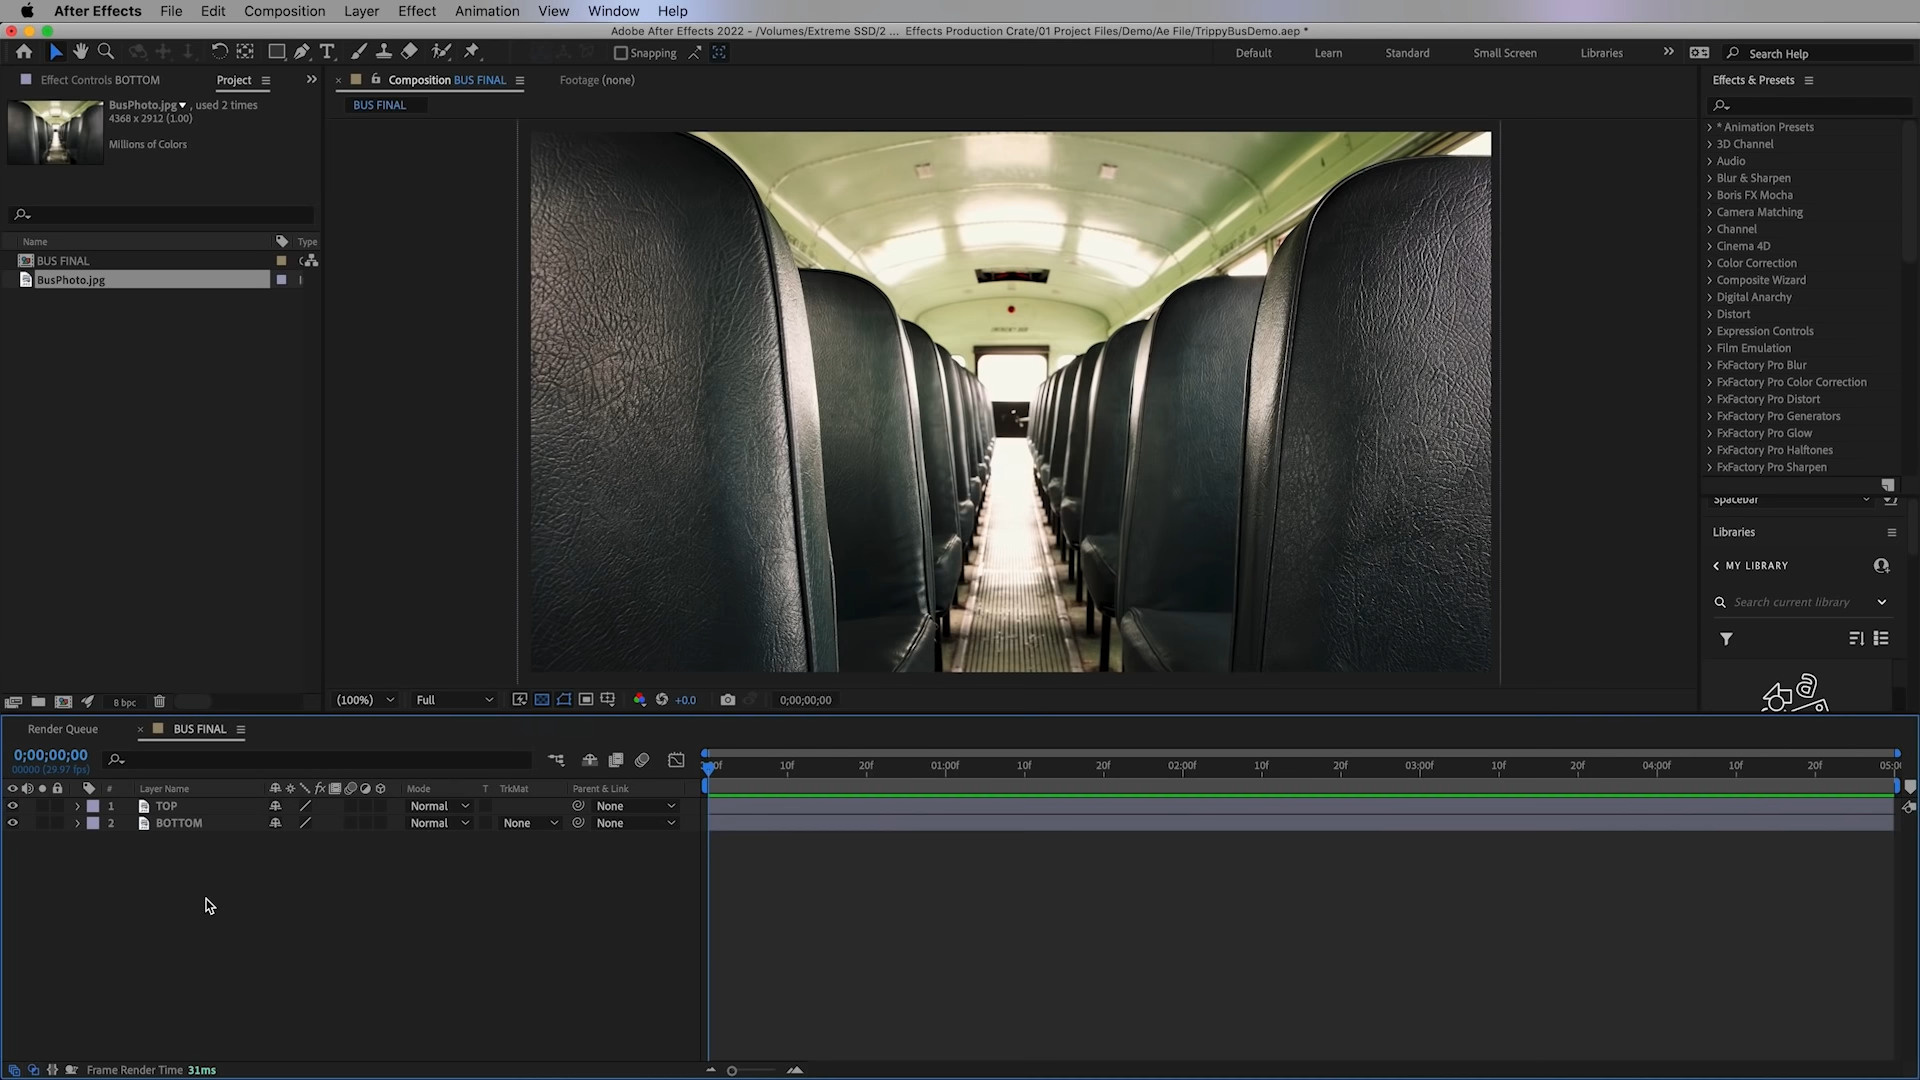 After Effects File Edit Composition Layer Effect Animation View Window Help
Adobe After Effects 2022 - /Volumes/Extreme SSD/2 ... Effects Production Crate/01 Project Files/Demo/Ae File/TrippyBusDemo.aep *
Snapping
Default Learn Standard Small Screen Libraries
Search Help
Effect Controls BOTTOM Project
BusPhoto.jpg , used 2 times
4368 x 2912 (1.00)
Millions of Colors
Name Type
BUS FINAL
BusPhoto.jpg
8 bpc
Composition BUS FINAL
Footage (none)
BUS FINAL
(100%) Full +0.0 0;00;00;00
Effects & Presets
* Animation Presets
3D Channel
Audio
Blur & Sharpen
Boris FX Mocha
Camera Matching
Channel
Cinema 4D
Color Correction
Composite Wizard
Digital Anarchy
Distort
Expression Controls
Film Emulation
FxFactory Pro Blur
FxFactory Pro Color Correction
FxFactory Pro Distort
FxFactory Pro Generators
FxFactory Pro Glow
FxFactory Pro Halftones
FxFactory Pro Sharpen
Spacebar
Libraries
MY LIBRARY
Search current library
Render Queue BUS FINAL
0;00;00;00
00000 (29.97 fps)
:00f 10f 20f 01:00f 10f 20f 02:00f 10f 20f 03:00f 10f 20f 04:00f 10f 20f 05:0
# Layer Name fx Mode T TrkMat Parent & Link
1 TOP Normal None
2 BOTTOM Normal None None
Frame Render Time 31ms